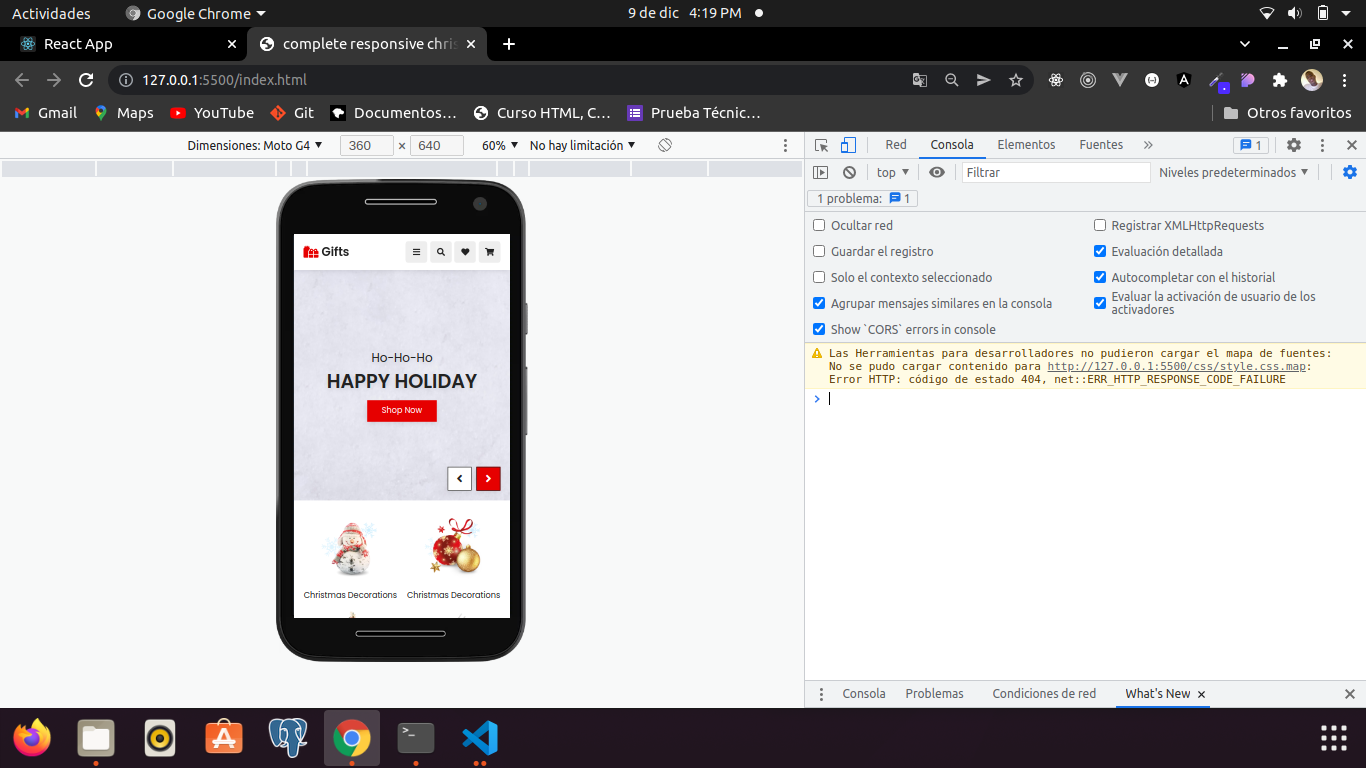 Actividades
Google Chrome
9 de dic 4:19 PM
React App
complete responsive chris
127.0.0.1:5500/index.html
Gmail
Maps
YouTube
Git
Documentos…
Curso HTML, C…
Prueba Técnic…
Otros favoritos
Dimensiones: Moto G4
360 × 640
60%
No hay limitación
Red
Consola
Elementos
Fuentes
»
1
top
Filtrar
Niveles predeterminados
1 problema: 1
Ocultar red
Registrar XMLHttpRequests
Guardar el registro
Evaluación detallada
Solo el contexto seleccionado
Autocompletar con el historial
Agrupar mensajes similares en la consola
Evaluar la activación de usuario de los
activadores
Show `CORS` errors in console
Las Herramientas para desarrolladores no pudieron cargar el mapa de fuentes:
No se pudo cargar contenido para http://127.0.0.1:5500/css/style.css.map:
Error HTTP: código de estado 404, net::ERR_HTTP_RESPONSE_CODE_FAILURE
Gifts
Ho-Ho-Ho
HAPPY HOLIDAY
Shop Now
Christmas Decorations
Christmas Decorations
Consola
Problemas
Condiciones de red
What's New